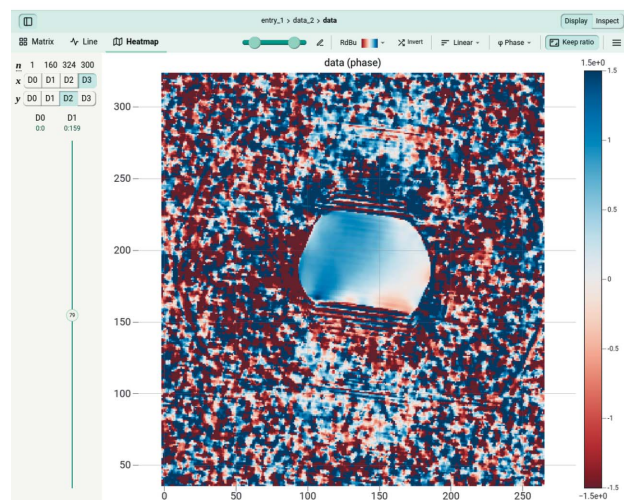 entry_1 > data_2 > data
Display Inspect
Matrix Line Heatmap RdBu Invert Linear φ Phase Keep ratio
n 1 160 324 300
x D0 D1 D2 D3
y D0 D1 D2 D3
D0 D1
0:0 0:159
79
data (phase)
1.5e+0
300
250
200
150
100
50
0 50 100 150 200 250
1.5
1
0.5
0
−0.5
−1
−1.5
−1.5e+0